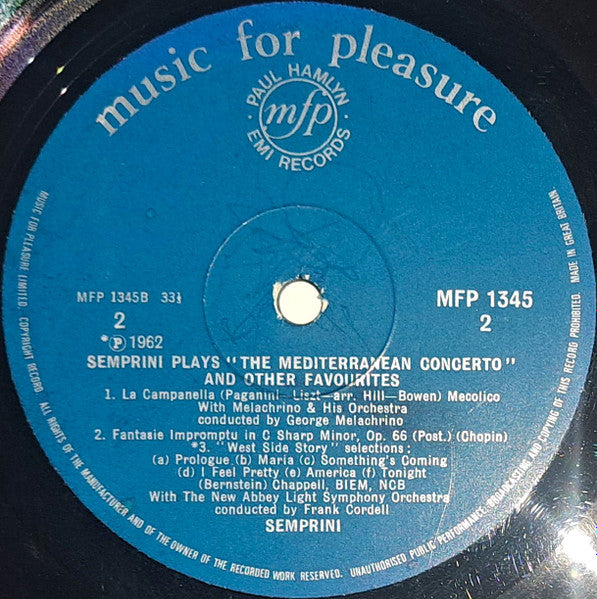 music for pleasure
PAUL HAMLYN
mfp
EMI RECORDS
MFP 1345B 33⅓
2
*Ⓟ1962
MFP 1345
2
SEMPRINI PLAYS "THE MEDITERRANEAN CONCERTO"
AND OTHER FAVOURITES
1. La Campanella (Paganini Liszt—arr. Hill—Bowen) Mecolico
With Melachrino & His Orchestra
conducted by George Melachrino
2. Fantasie Impromptu in C Sharp Minor, Op. 66 (Post.) (Chopin)
*3. "West Side Story" selections:
(a) Prologue (b) Maria (c) Something's Coming
(d) I Feel Pretty (e) America (f) Tonight
(Bernstein) Chappell, BIEM, NCB
With The New Abbey Light Symphony Orchestra
conducted by Frank Cordell
SEMPRINI
MUSIC FOR PLEASURE LIMITED. COPYRIGHT RECORD. ALL RIGHTS OF THE MANUFACTURER AND OF THE OWNER OF THE RECORDED WORK RESERVED. UNAUTHORISED PUBLIC PERFORMANCE, BROADCASTING AND COPYING OF THIS RECORD PROHIBITED. MADE IN GREAT BRITAIN.